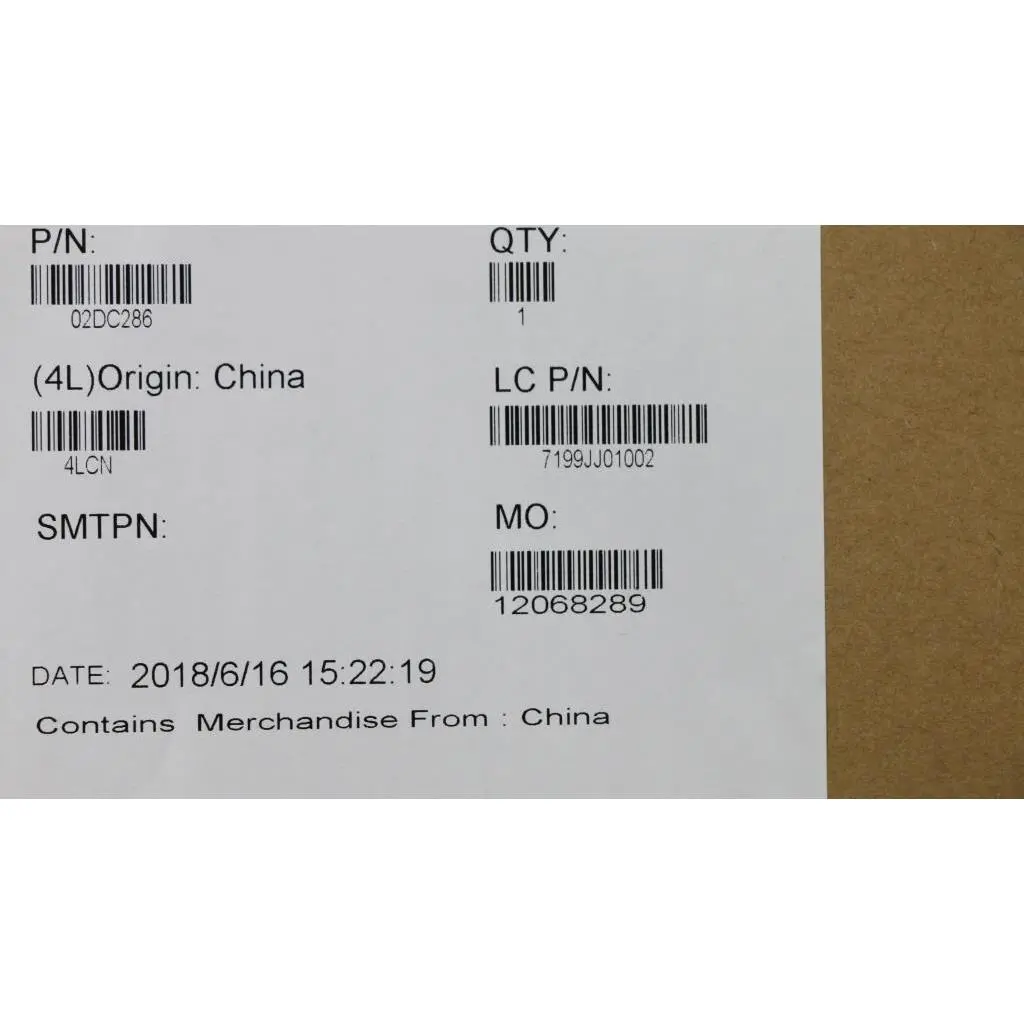 P/N:
02DC286
QTY:
1
(4L)Origin: China
4LCN
LC P/N:
7199JJ01002
SMTPN:
MO:
12068289
DATE: 2018/6/16 15:22:19
Contains Merchandise From : China